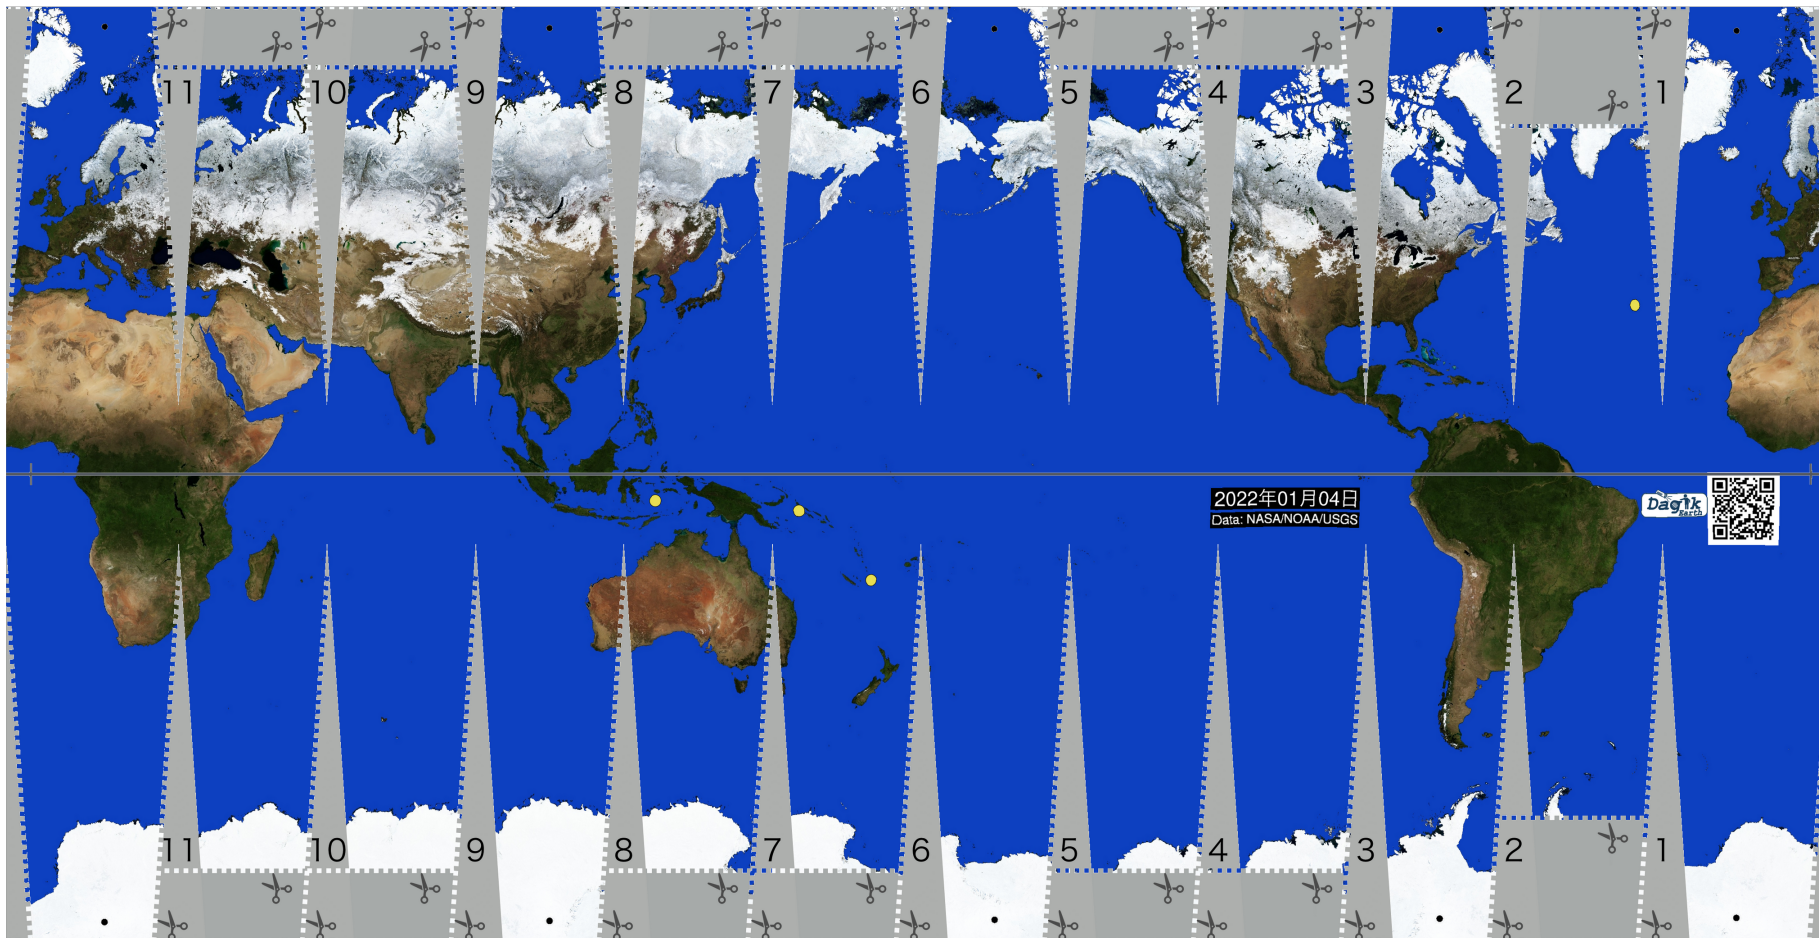 11 10 9 8 7 6 5 4 3 2 1
2022年01月04日
Data: NASA/NOAA/USGS
Dagik
Earth
11 10 9 8 7 6 5 4 3 2 1